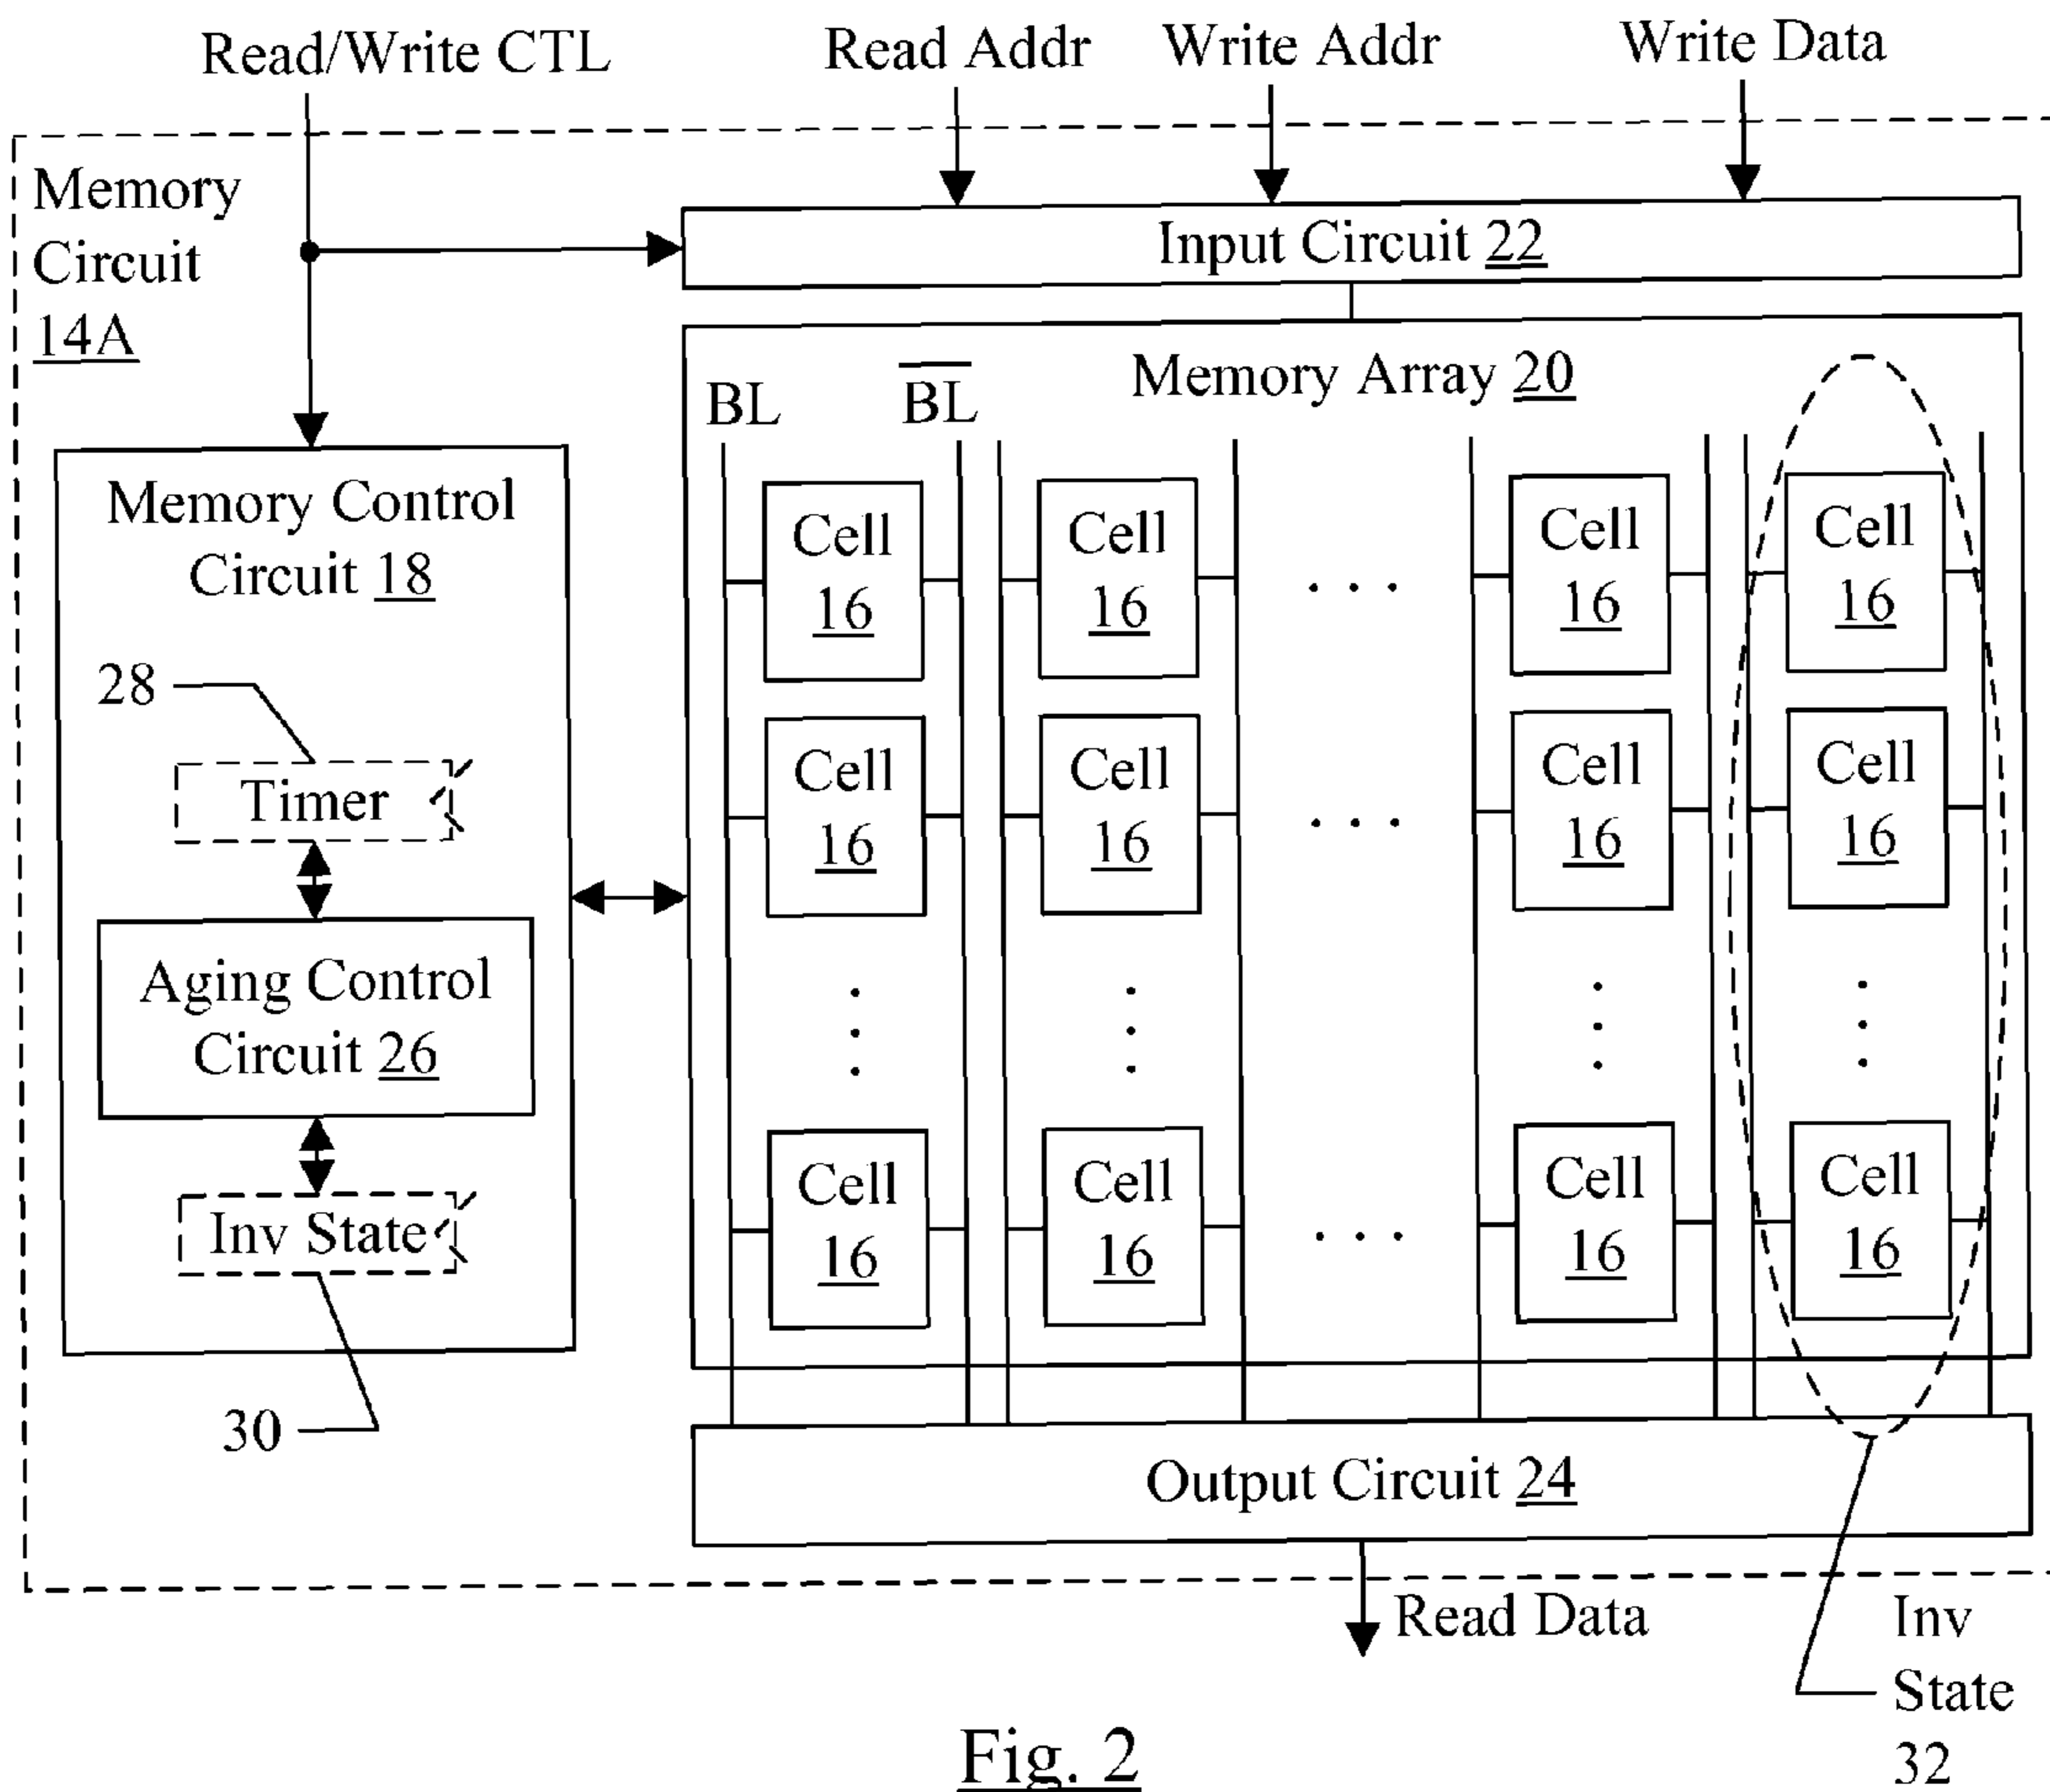 Read/Write CTL
Read Addr
Write Addr
Write Data
Memory
Circuit
14A
Input Circuit 22
Memory Array 20
BL
B̅L̅
Memory Control
Circuit 18
28
Timer
Aging Control
Circuit 26
Inv State
30
Cell
16
Cell
16
. . .
Cell
16
Cell
16
Cell
16
Cell
16
. . .
Cell
16
Cell
16
Cell
16
Cell
16
. . .
Cell
16
Cell
16
Output Circuit 24
Read Data
Inv
State
32
Fig. 2